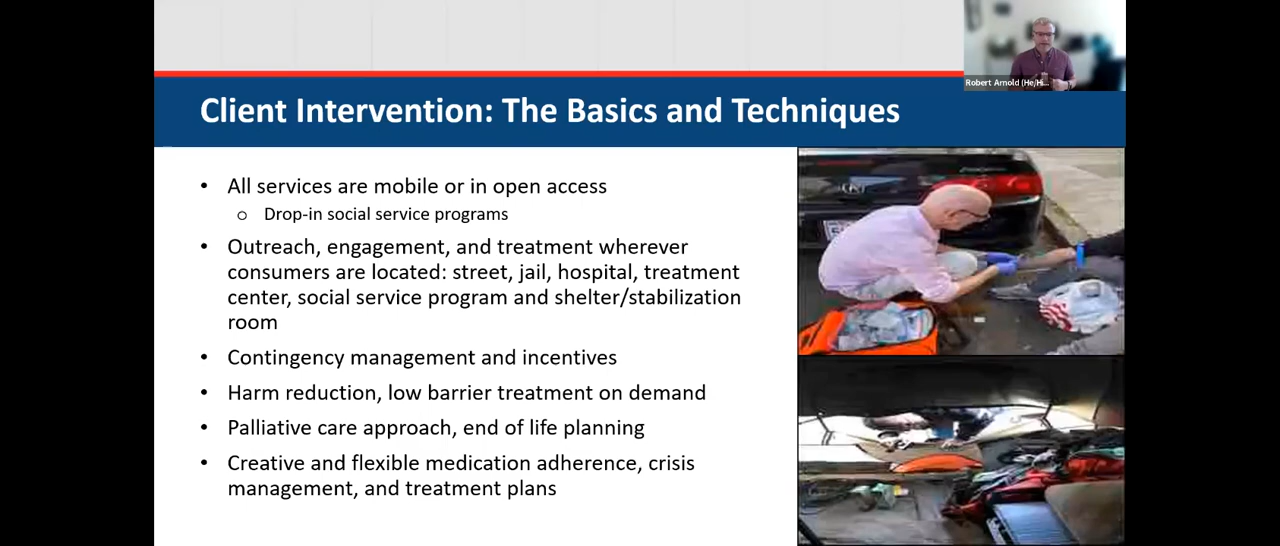 Robert Arnold (He/Hi...
Client Intervention: The Basics and Techniques
• All services are mobile or in open access
o Drop-in social service programs
• Outreach, engagement, and treatment wherever
consumers are located: street, jail, hospital, treatment
center, social service program and shelter/stabilization
room
• Contingency management and incentives
• Harm reduction, low barrier treatment on demand
• Palliative care approach, end of life planning
• Creative and flexible medication adherence, crisis
management, and treatment plans